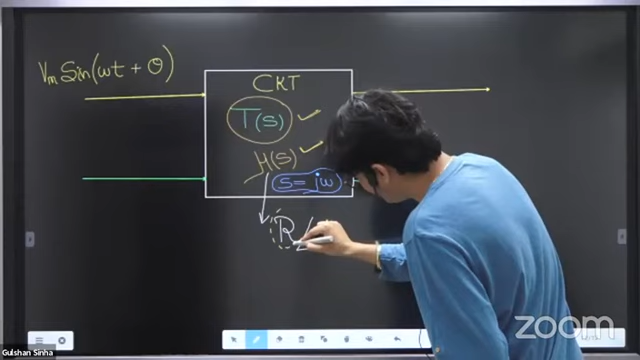 Vm Sin(ωt + θ)
CKT
T(s)
H(s)
s = jω
R∠
zoom
Gulshan Sinha